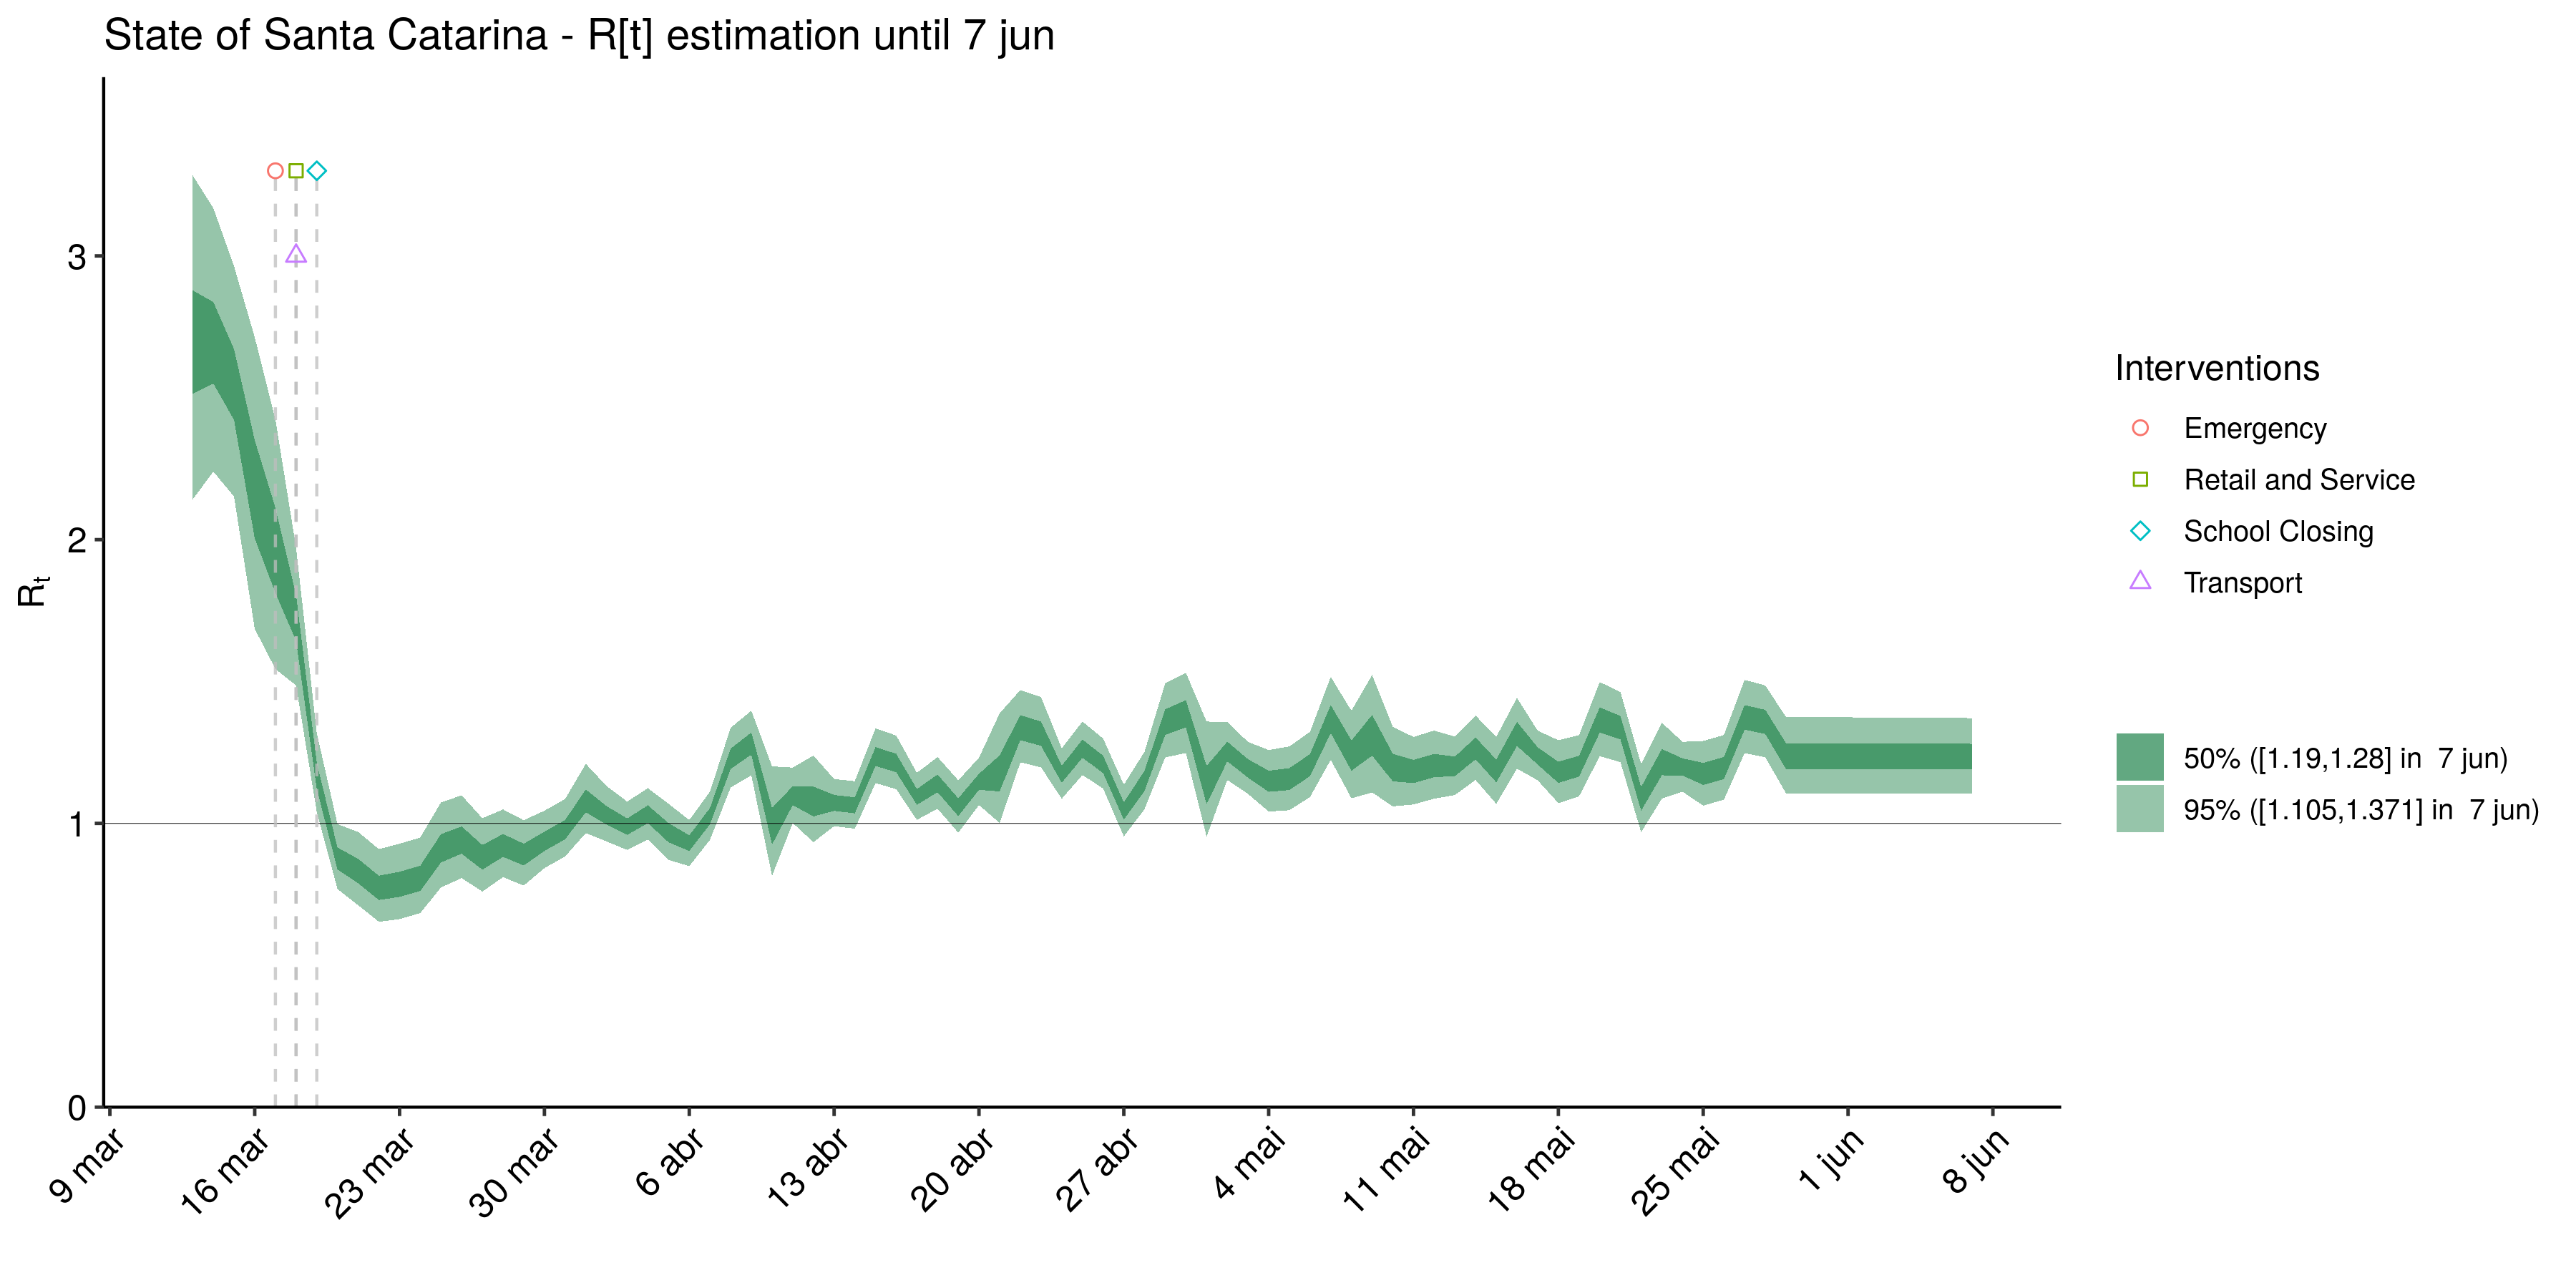 State of Santa Catarina - R[t] estimation until 7 jun
Rt
3
2
1
0
9 mar
16 mar
23 mar
30 mar
6 abr
13 abr
20 abr
27 abr
4 mai
11 mai
18 mai
25 mai
1 jun
8 jun
Interventions
Emergency
Retail and Service
School Closing
Transport
50% ([1.19,1.28] in  7 jun)
95% ([1.105,1.371] in  7 jun)